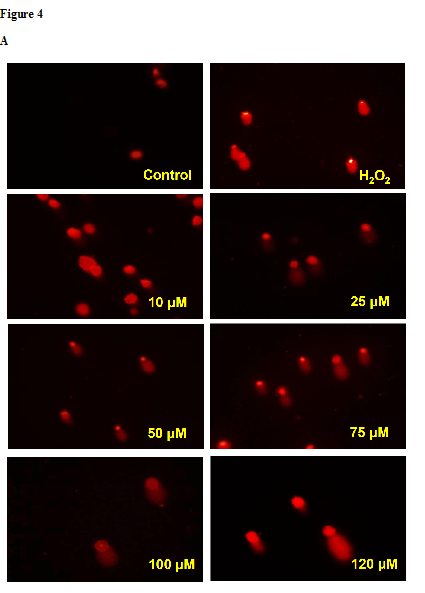 Figure 4
A
Control
H₂O₂
10 µM
25 µM
50 µM
75 µM
100 µM
120 µM